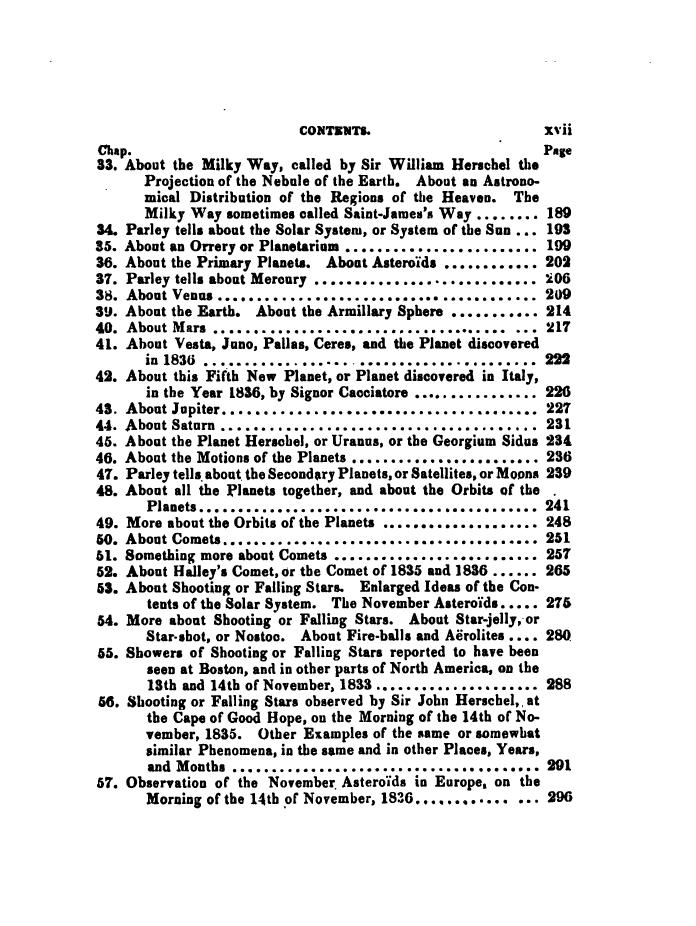 CONTENTS. xvii
Chap. Page
33. About the Milky Way, called by Sir William Herschel the
Projection of the Nebule of the Earth. About an Astrono-
mical Distribution of the Regions of the Heaven. The
Milky Way sometimes called Saint-James's Way ........ 189
34. Parley tells about the Solar System, or System of the Sun ... 193
35. About an Orrery or Planetarium ......................... 199
36. About the Primary Planets. About Asteroïds ............ 202
37. Parley tells about Mercury ............................. 206
38. About Venus .......................................... 209
39. About the Earth. About the Armillary Sphere ........... 214
40. About Mars ...................................... ... 217
41. About Vesta, Juno, Pallas, Ceres, and the Planet discovered
in 1836 ........................................... 222
42. About this Fifth New Planet, or Planet discovered in Italy,
in the Year 1836, by Signor Cacciatore ................ 226
43. About Jupiter......................................... 227
44. About Saturn ......................................... 231
45. About the Planet Herschel, or Uranus, or the Georgium Sidus 234
46. About the Motions of the Planets ........................ 236
47. Parley tells about the Secondary Planets, or Satellites, or Moons 239
48. About all the Planets together, and about the Orbits of the
Planets............................................. 241
49. More about the Orbits of the Planets .................... 248
50. About Comets......................................... 251
51. Something more about Comets ........................... 257
52. About Halley's Comet, or the Comet of 1835 and 1836 ...... 265
53. About Shooting or Falling Stars. Enlarged Ideas of the Con-
tents of the Solar System. The November Asteroïds..... 275
54. More about Shooting or Falling Stars. About Star-jelly, or
Star-shot, or Nostoc. About Fire-balls and Aërolites .... 280
55. Showers of Shooting or Falling Stars reported to have been
seen at Boston, and in other parts of North America, on the
13th and 14th of November, 1833 ..................... 288
56. Shooting or Falling Stars observed by Sir John Herschel, at
the Cape of Good Hope, on the Morning of the 14th of No-
vember, 1835. Other Examples of the same or somewhat
similar Phenomena, in the same and in other Places, Years,
and Months ........................................ 291
57. Observation of the November Asteroïds in Europe, on the
Morning of the 14th of November, 1836............ ... 296